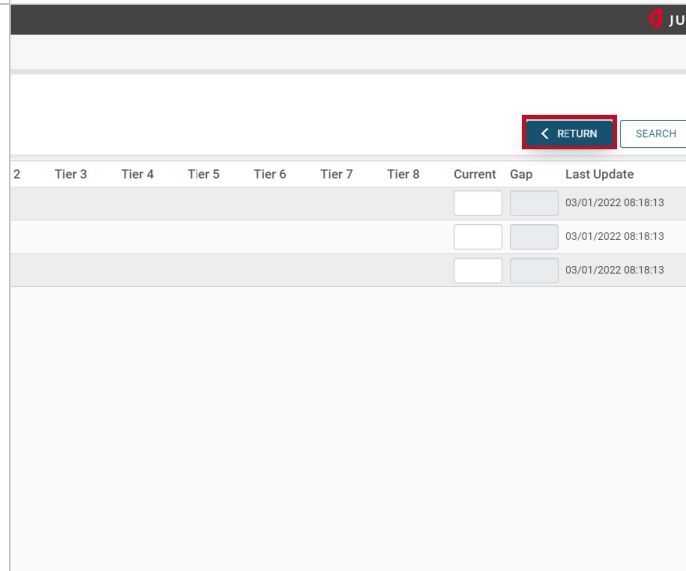 JU
RETURN SEARCH
2 Tier 3 Tier 4 Tier 5 Tier 6 Tier 7 Tier 8 Current Gap Last Update
03/01/2022 08:18:13
03/01/2022 08:18:13
03/01/2022 08:18:13